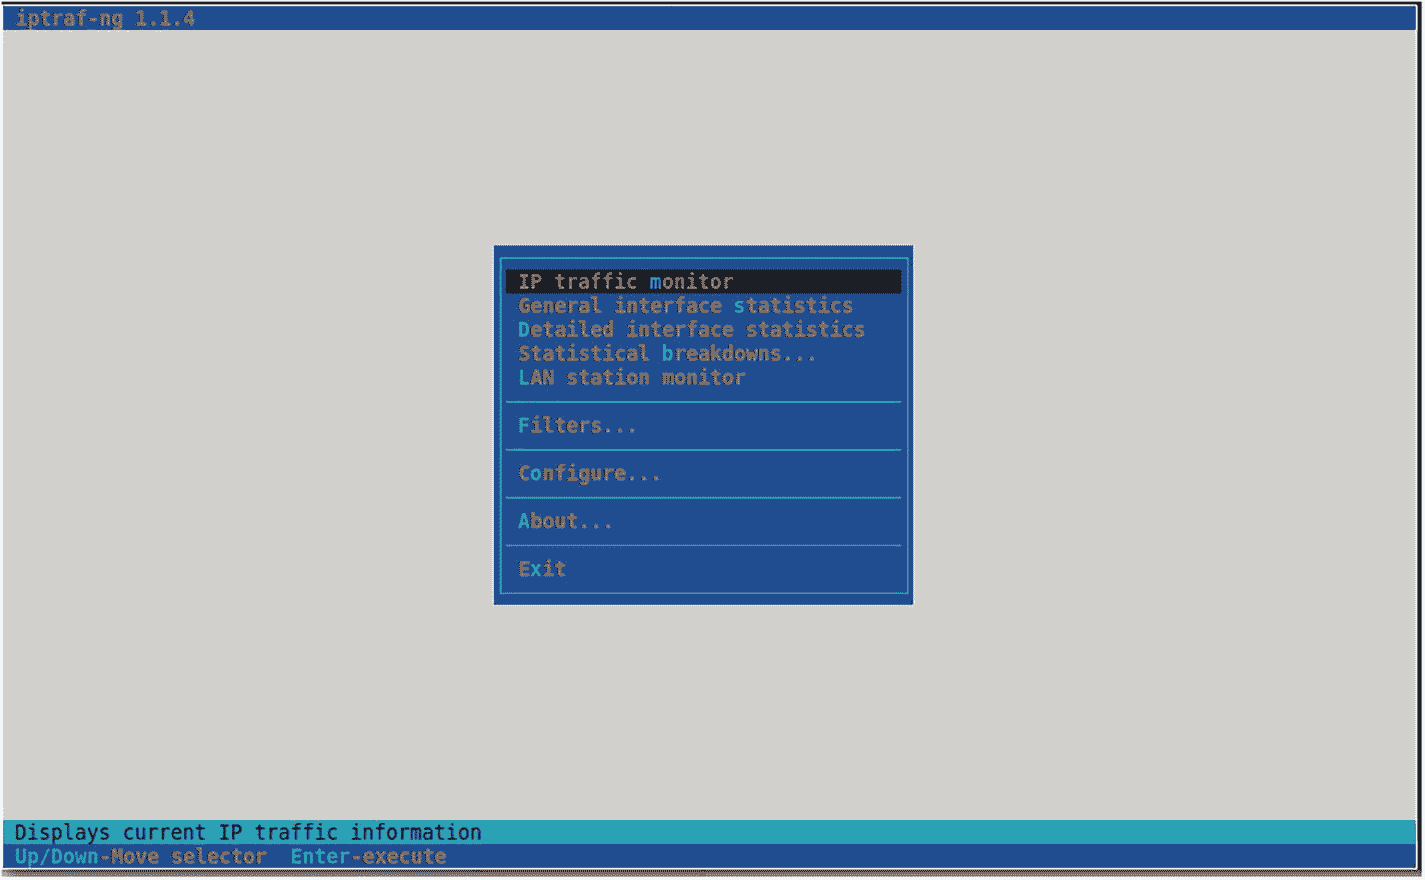 iptraf-ng 1.1.4
IP traffic monitor
General interface statistics
Detailed interface statistics
Statistical breakdowns...
LAN station monitor
Filters...
Configure...
About...
Exit
Displays current IP traffic information
Up/Down-Move selector  Enter-execute